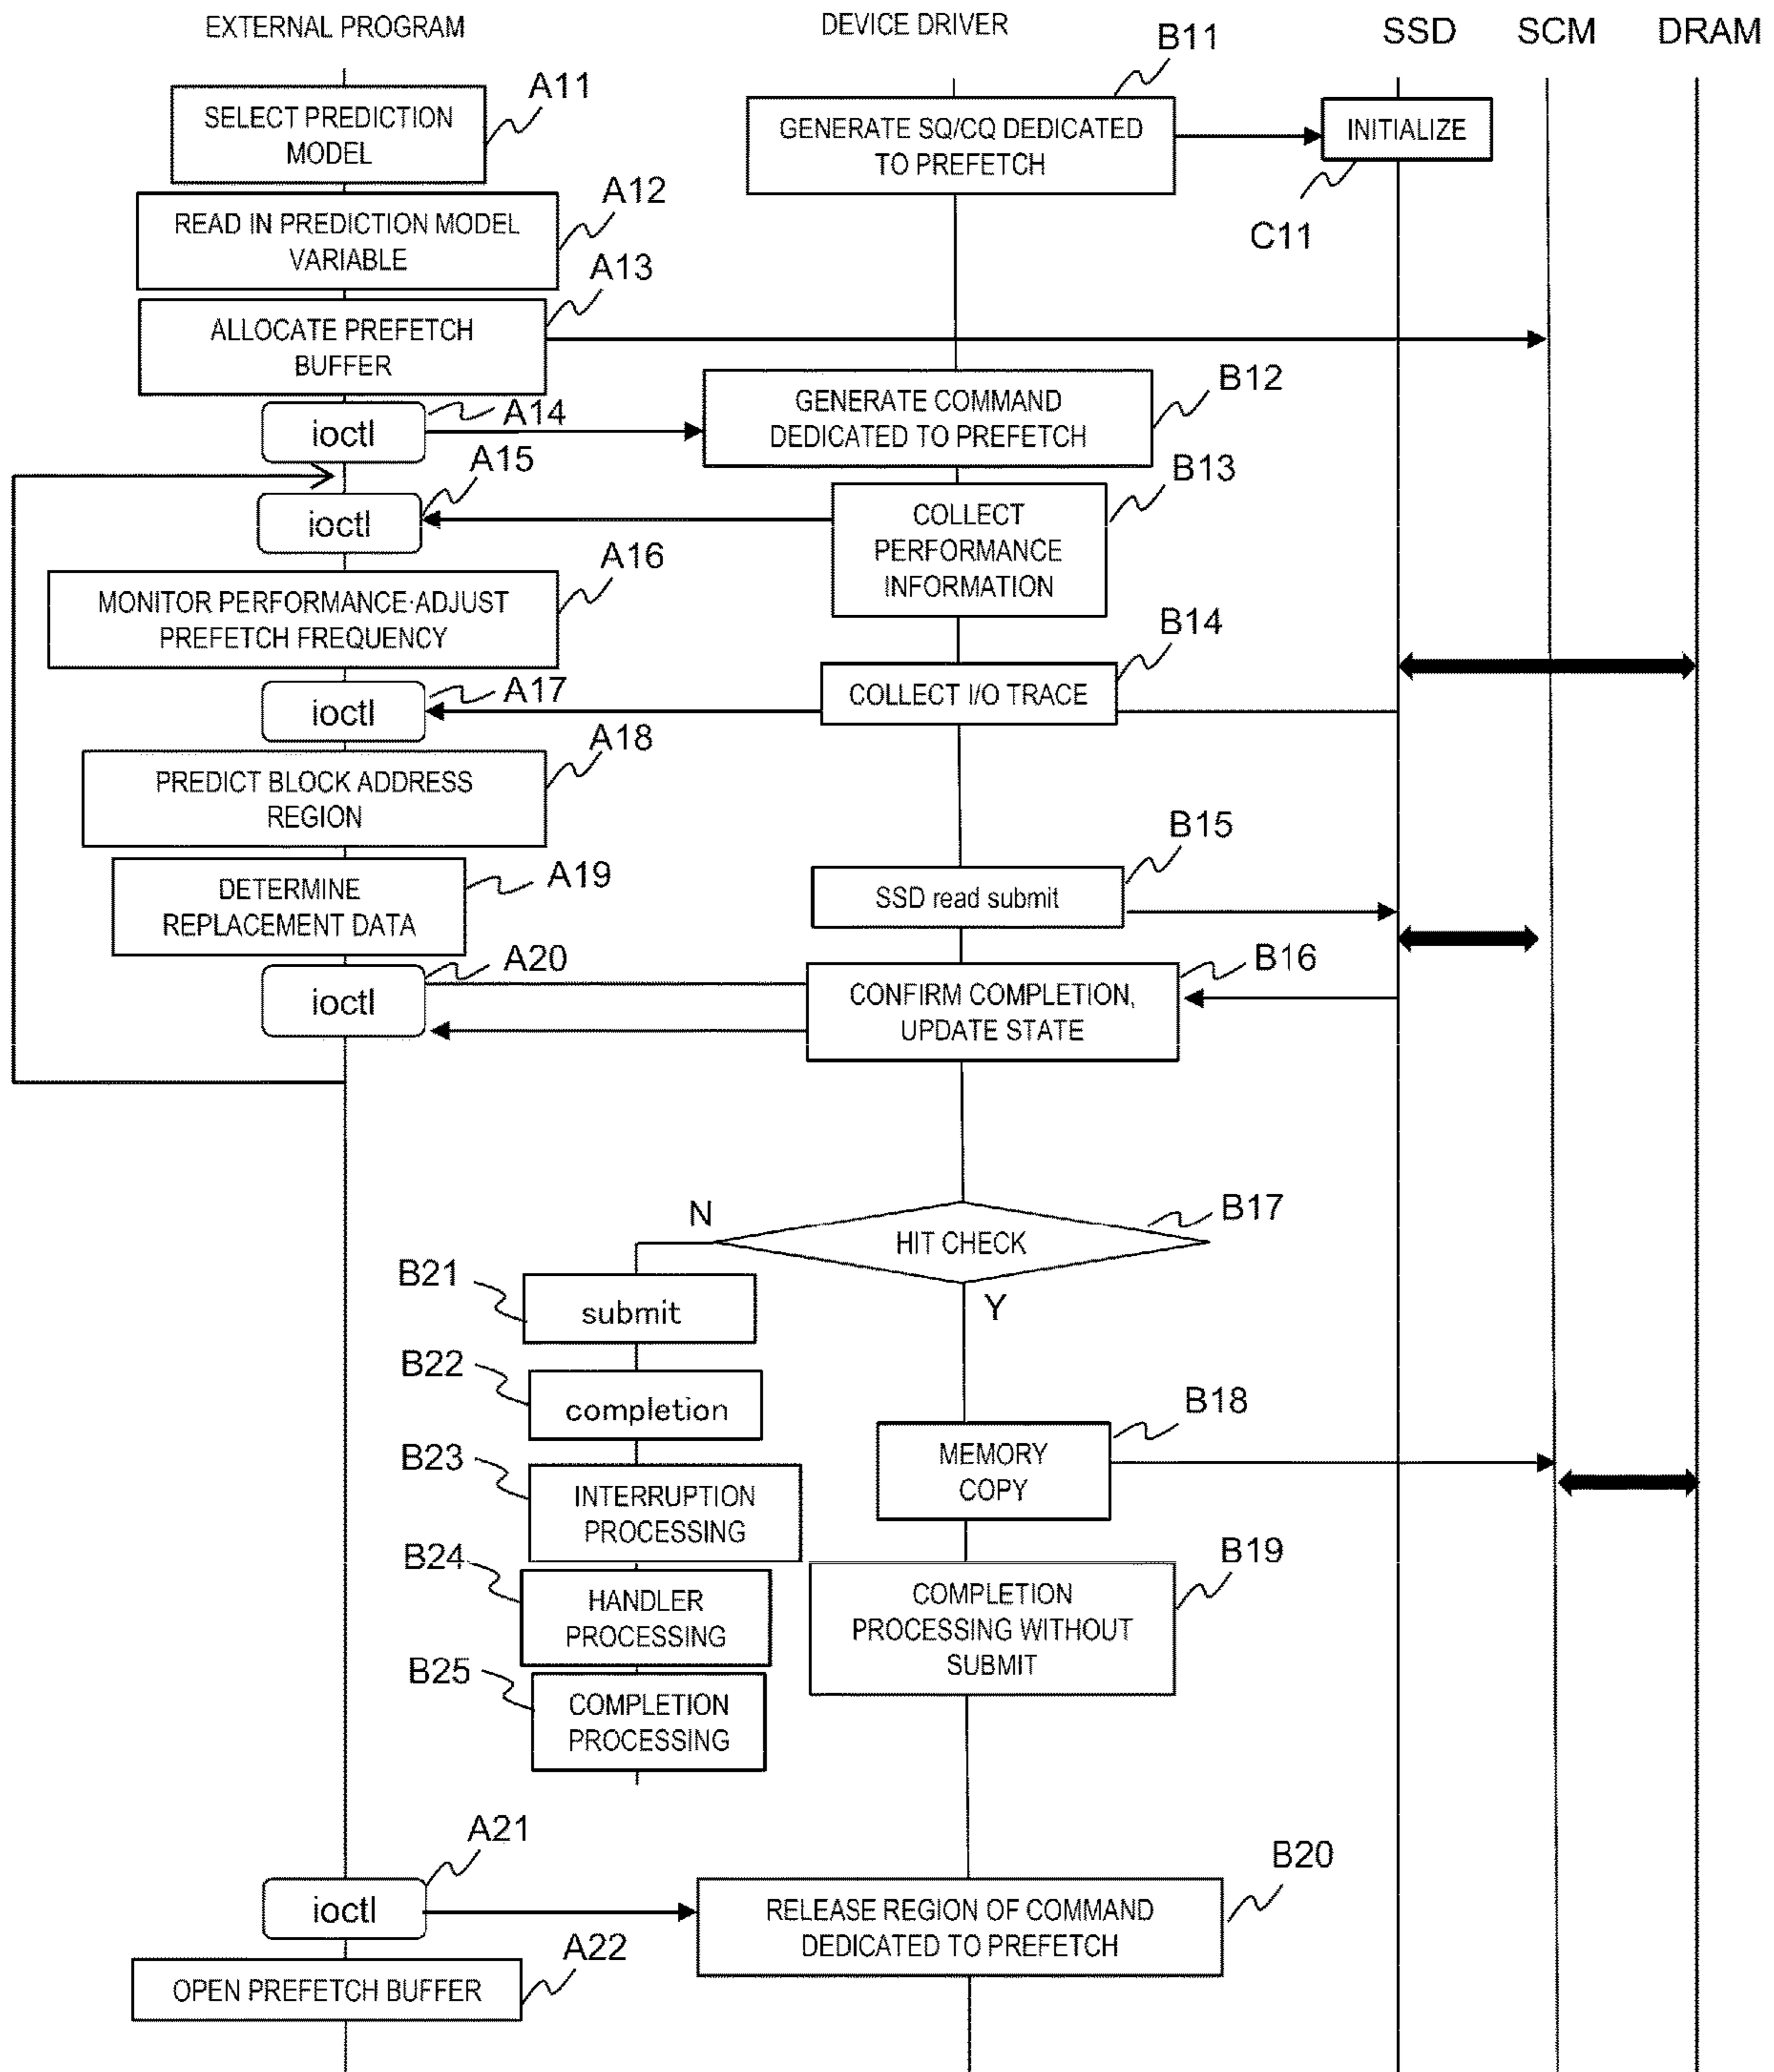 EXTERNAL PROGRAM
DEVICE DRIVER
SSD
SCM
DRAM
A11
SELECT PREDICTION
MODEL
B11
GENERATE SQ/CQ DEDICATED
TO PREFETCH
INITIALIZE
C11
A12
READ IN PREDICTION MODEL
VARIABLE
A13
ALLOCATE PREFETCH
BUFFER
A14
ioctl
B12
GENERATE COMMAND
DEDICATED TO PREFETCH
A15
ioctl
B13
COLLECT
PERFORMANCE
INFORMATION
A16
MONITOR PERFORMANCE·ADJUST
PREFETCH FREQUENCY
B14
COLLECT I/O TRACE
A17
ioctl
A18
PREDICT BLOCK ADDRESS
REGION
B15
SSD read submit
A19
DETERMINE
REPLACEMENT DATA
A20
ioctl
B16
CONFIRM COMPLETION,
UPDATE STATE
B17
HIT CHECK
N
Y
B21
submit
B22
completion
B18
MEMORY
COPY
B23
INTERRUPTION
PROCESSING
B24
HANDLER
PROCESSING
B19
COMPLETION
PROCESSING WITHOUT
SUBMIT
B25
COMPLETION
PROCESSING
A21
ioctl
B20
RELEASE REGION OF COMMAND
DEDICATED TO PREFETCH
A22
OPEN PREFETCH BUFFER